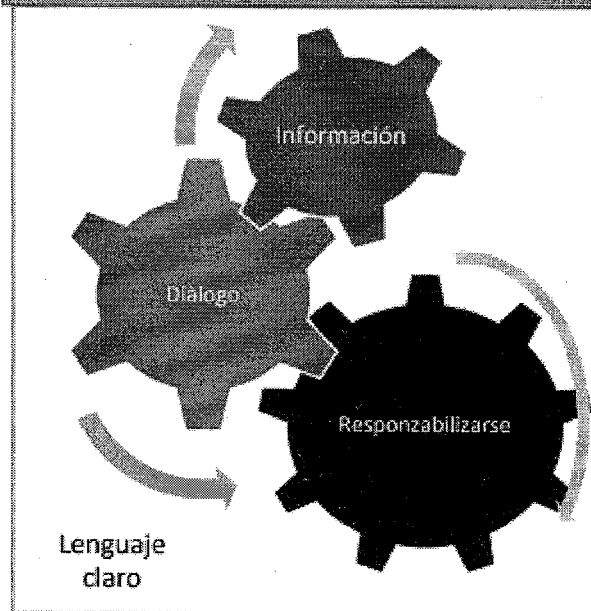 Información
Diálogo
Responzabilizarse
Lenguaje
claro